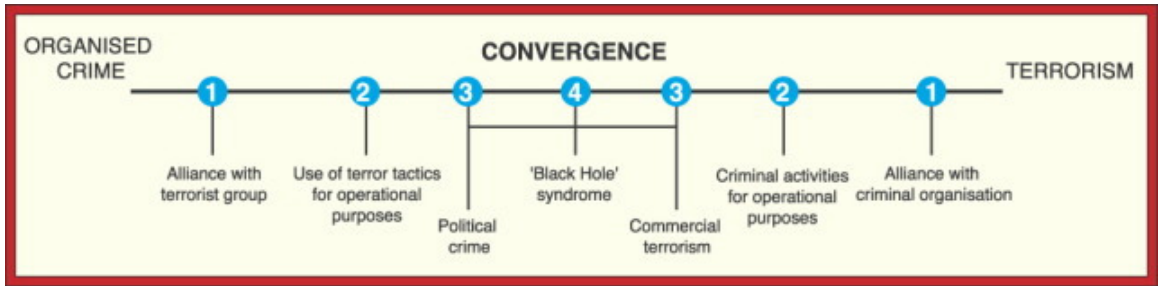 ORGANISED
CRIME
CONVERGENCE
TERRORISM
1
2
3
4
3
2
1
Alliance with
terrorist group
Use of terror tactics
for operational
purposes
Political
crime
'Black Hole'
syndrome
Commercial
terrorism
Criminal activities
for operational
purposes
Alliance with
criminal organisation